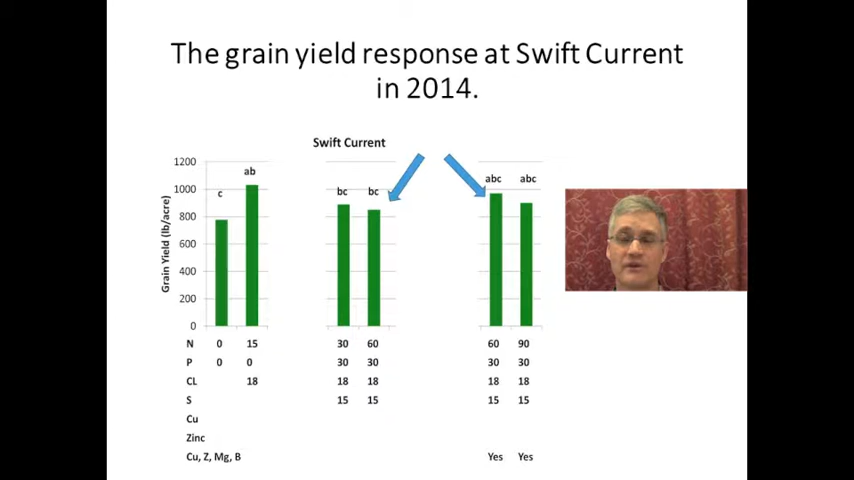 The grain yield response at Swift Current
in 2014.
Swift Current
Grain Yield (lb/acre)
1200
1000
800
600
400
200
0
c ab bc bc abc abc
N 0 15 30 60 60 90
P 0 0 30 30 30 30
CL 18 18 18 18 18
S 15 15 15 15
Cu
Zinc
Cu, Z, Mg, B Yes Yes